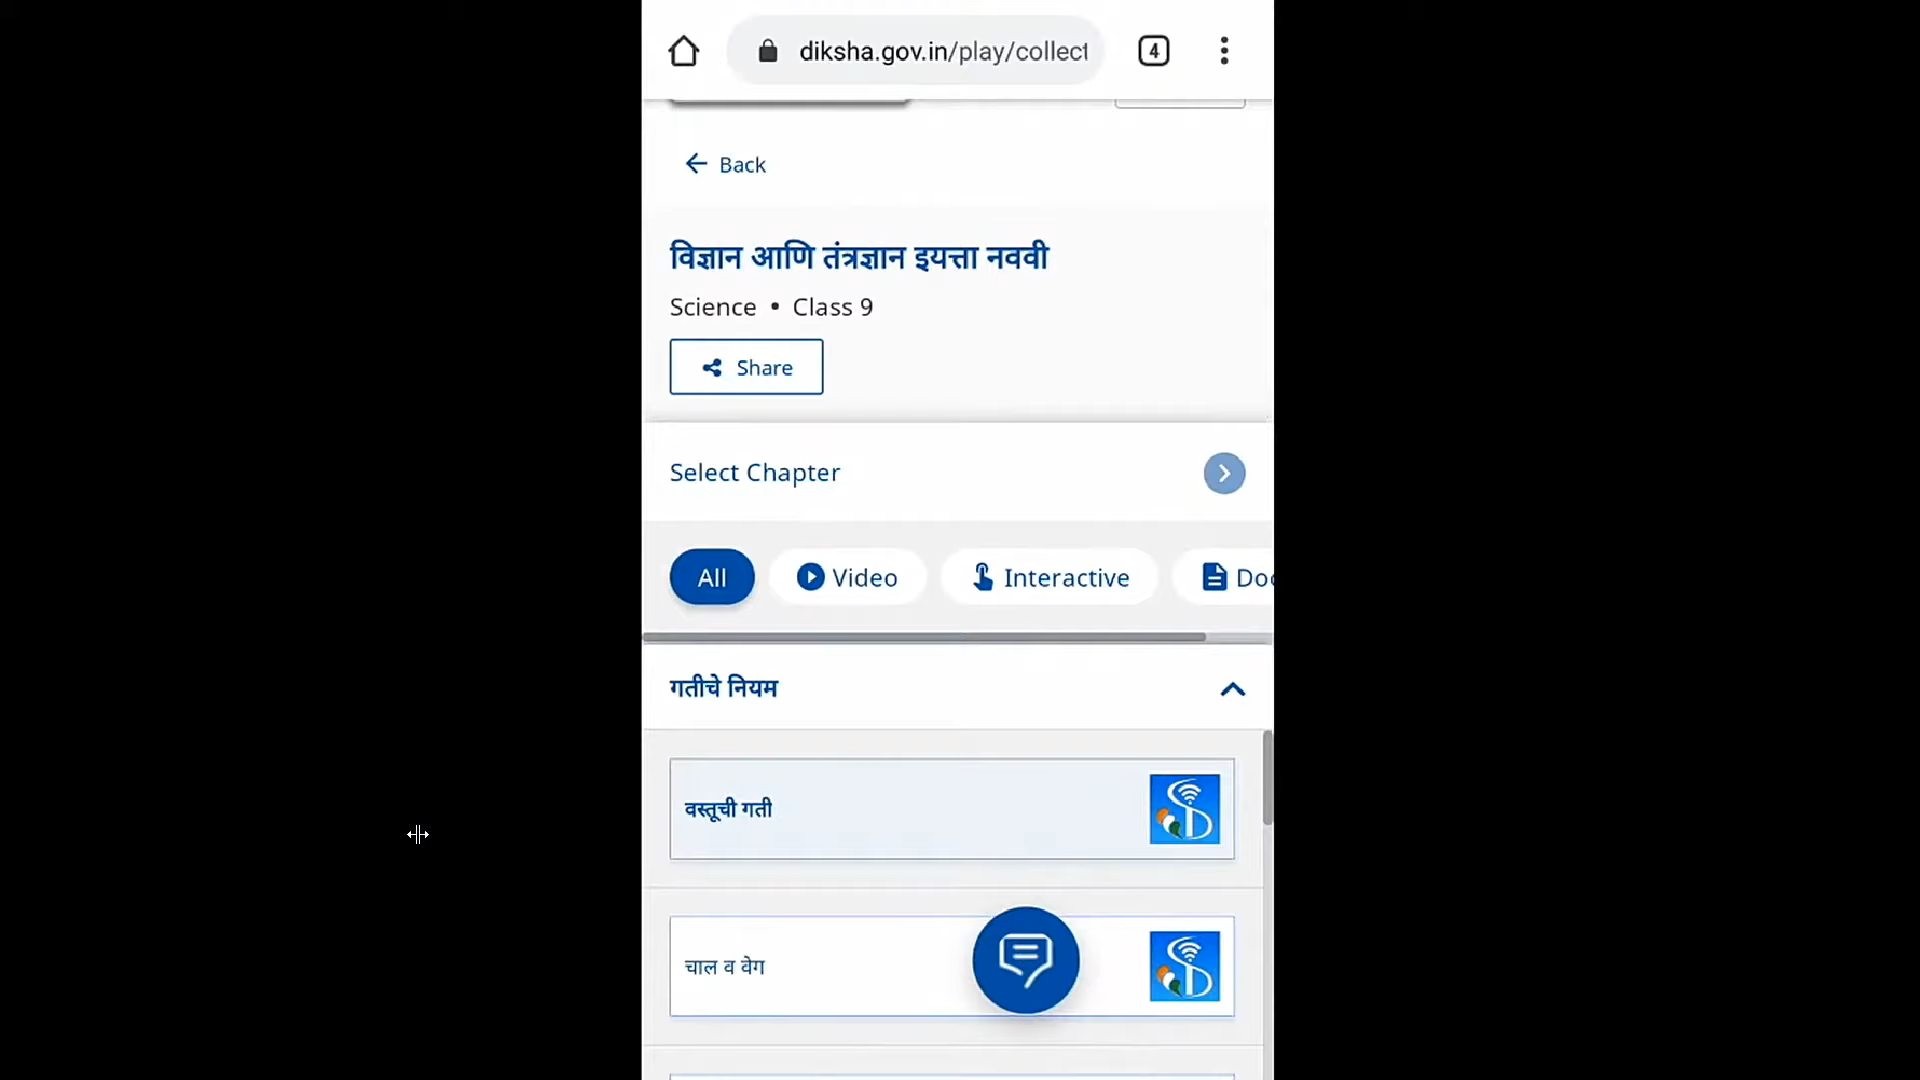 diksha.gov.in/play/collect
4
Back
विज्ञान आणि तंत्रज्ञान इयत्ता नववी
Science • Class 9
Share
Select Chapter
All
Video
Interactive
Doc
गतीचे नियम
वस्तूची गती
चाल व वेग